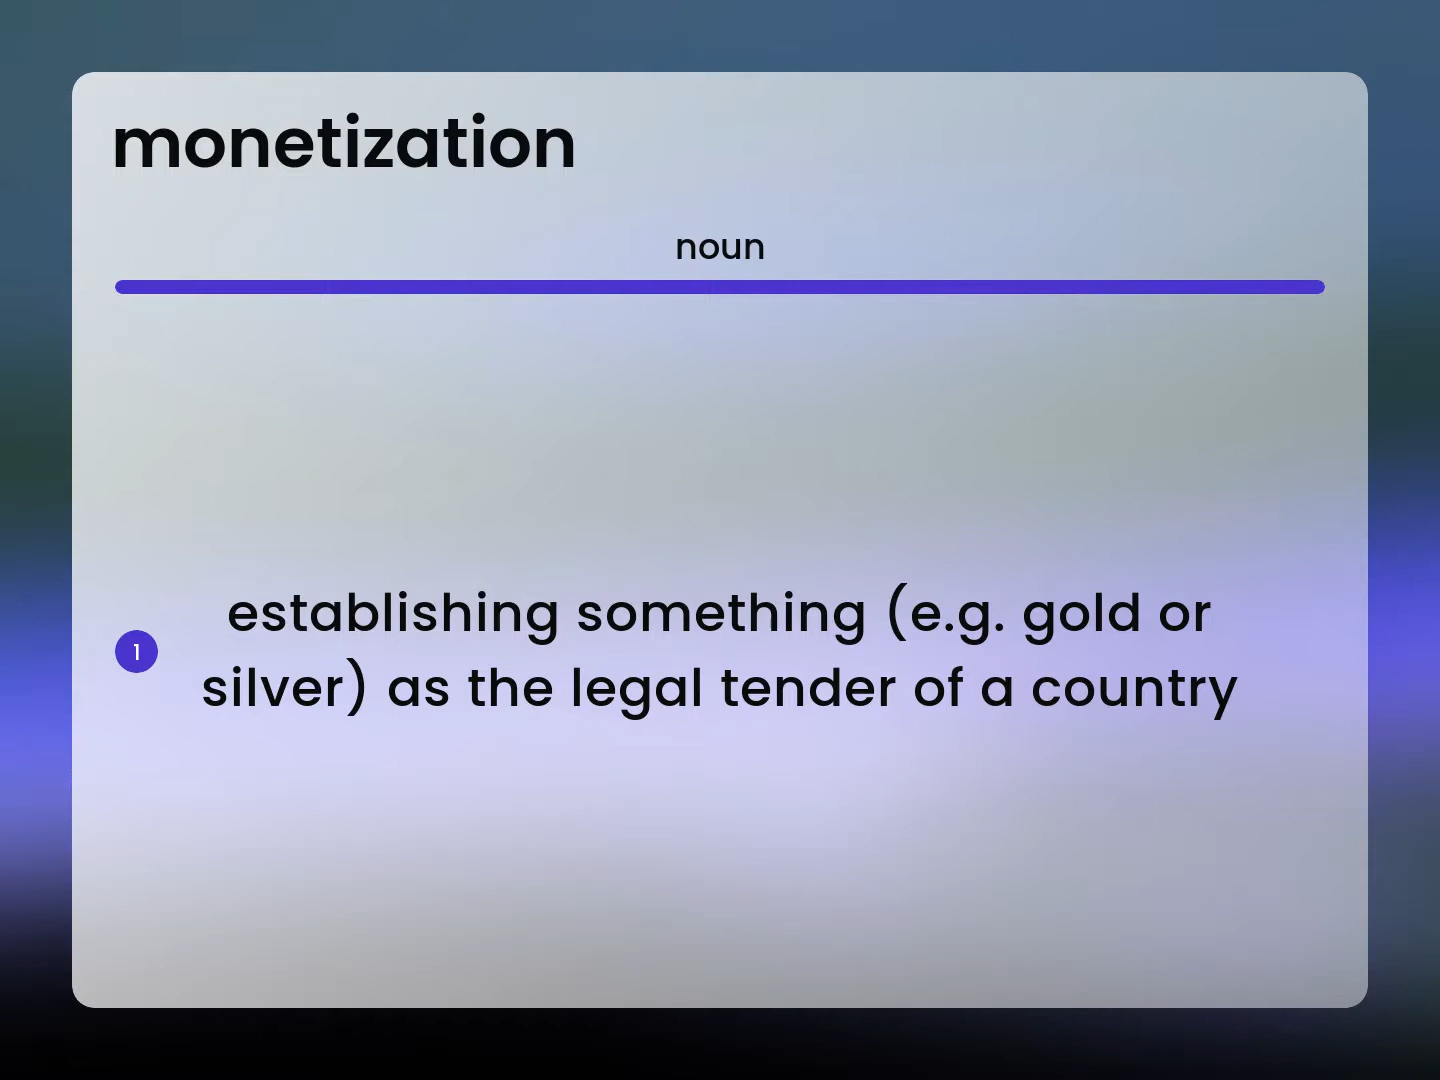 monetization
noun
1
establishing something (e.g. gold or
silver) as the legal tender of a country